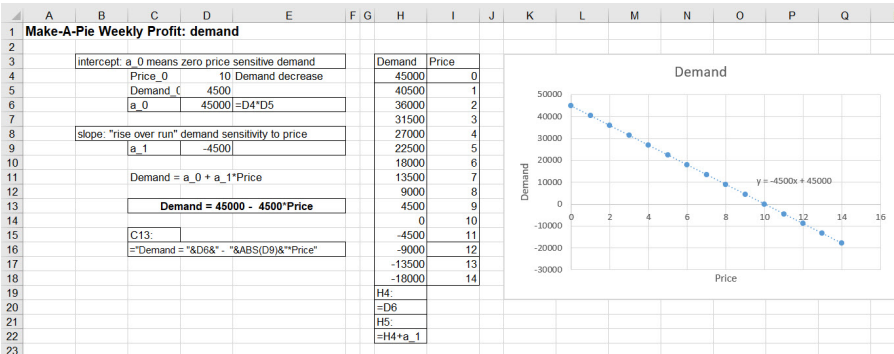 A B C D E F G H I J K L M N O P Q
1 Make-A-Pie Weekly Profit: demand
2
3 intercept: a_0 means zero price sensitive demand Demand Price
4 Price_0 10 Demand decrease 45000 0
5 Demand_0 4500 40500 1
6 a_0 45000 =D4*D5 36000 2
7 31500 3
8 slope: "rise over run" demand sensitivity to price 27000 4
9 a_1 -4500 22500 5
10 18000 6
11 Demand = a_0 + a_1*Price 13500 7
12 9000 8
13 Demand = 45000 - 4500*Price 4500 9
14 0 10
15 C13: -4500 11
16 ="Demand = "&D6&" - "&ABS(D9)&"*Price" -9000 12
17 -13500 13
18 -18000 14
19 H4:
20 =D6
21 H5:
22 =H4+a_1
23
Demand
50000
40000
30000
20000
10000
0
-10000
-20000
-30000
Demand
y = -4500x + 45000
0 2 4 6 8 10 12 14 16
Price